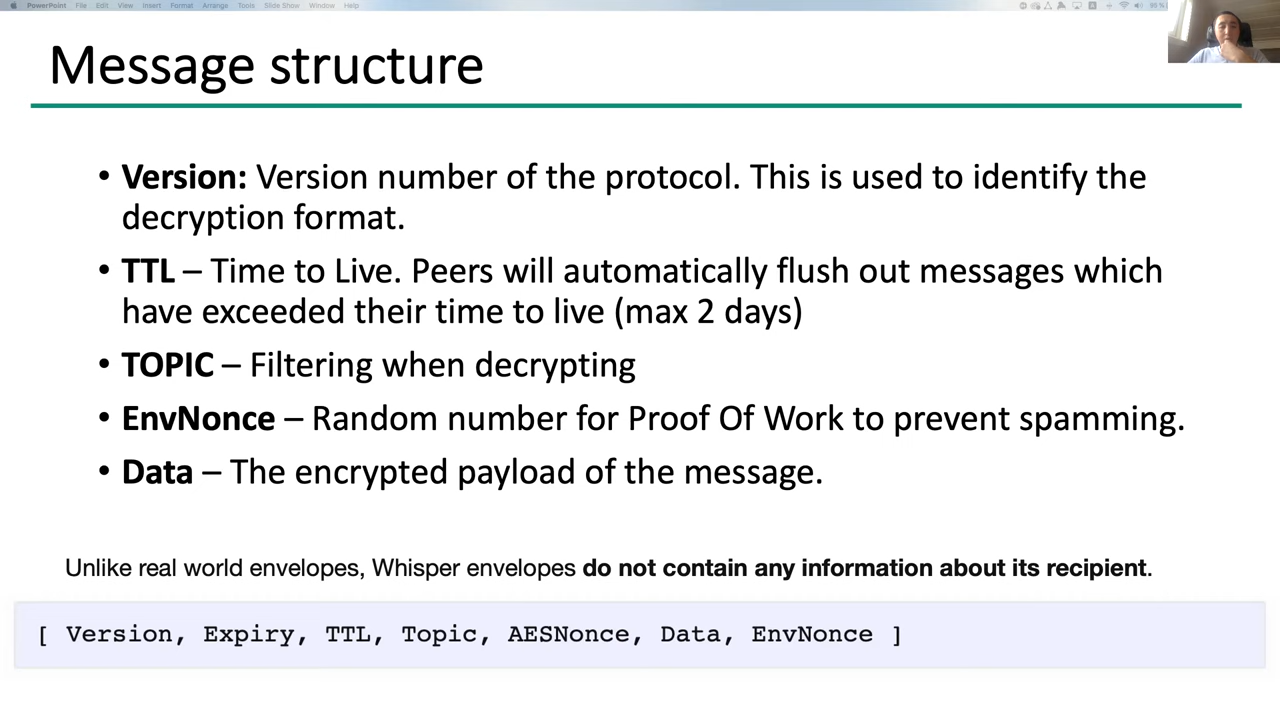 PowerPoint File Edit View Insert Format Arrange Tools Slide Show Window Help
Message structure
• Version: Version number of the protocol. This is used to identify the
decryption format.
• TTL – Time to Live. Peers will automatically flush out messages which
have exceeded their time to live (max 2 days)
• TOPIC – Filtering when decrypting
• EnvNonce – Random number for Proof Of Work to prevent spamming.
• Data – The encrypted payload of the message.
Unlike real world envelopes, Whisper envelopes do not contain any information about its recipient.
[ Version, Expiry, TTL, Topic, AESNonce, Data, EnvNonce ]